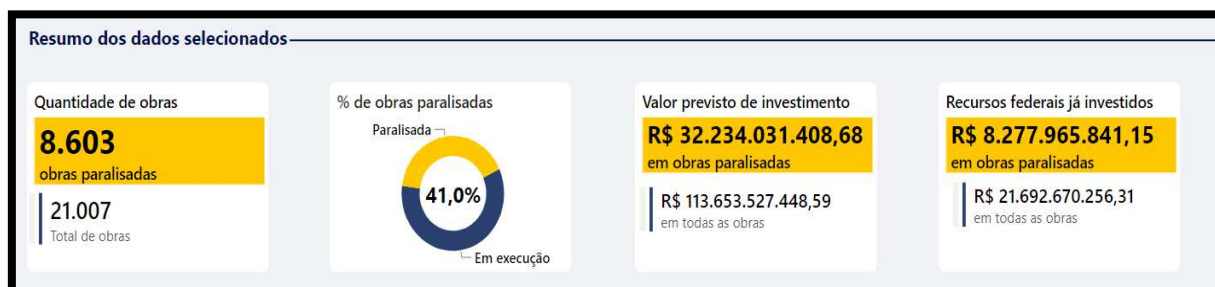 Resumo dos dados selecionados
Quantidade de obras
8.603
obras paralisadas
21.007
Total de obras
% de obras paralisadas
Paralisada
41,0%
Em execução
Valor previsto de investimento
R$ 32.234.031.408,68
em obras paralisadas
R$ 113.653.527.448,59
em todas as obras
Recursos federais já investidos
R$ 8.277.965.841,15
em obras paralisadas
R$ 21.692.670.256,31
em todas as obras